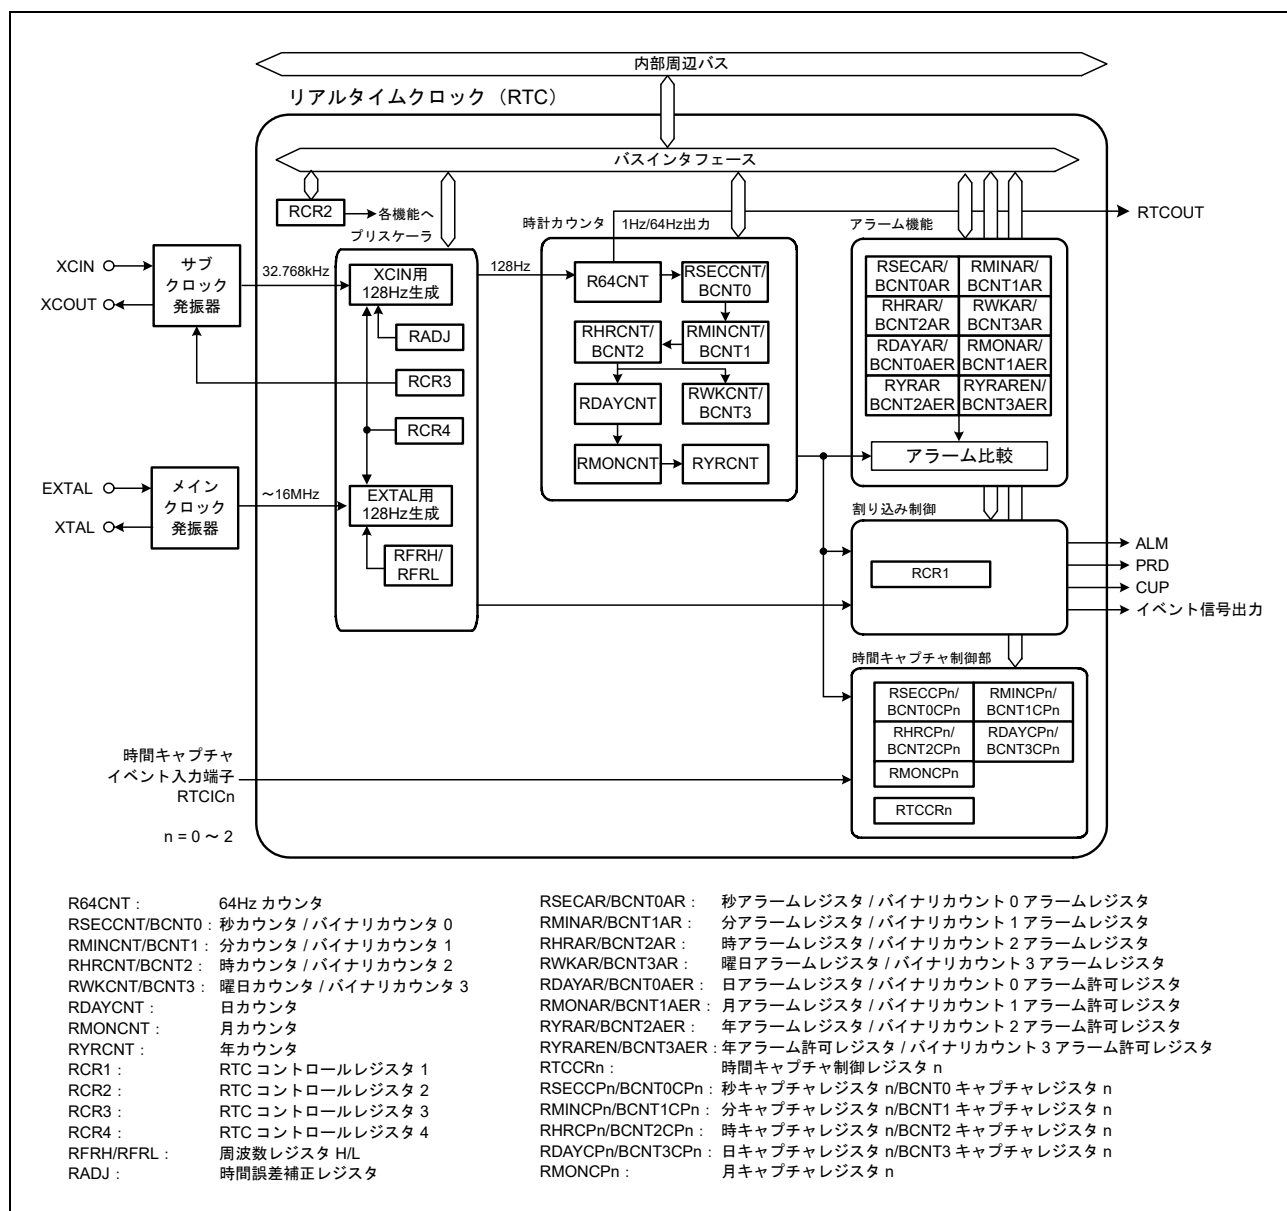 内部周辺バス
リアルタイムクロック（RTC）
バスインタフェース
RCR2
各機能へ
プリスケーラ
時計カウンタ
1Hz/64Hz出力
アラーム機能
RTCOUT
XCIN
XCOUT
サブ
クロック
発振器
32.768kHz
XCIN用
128Hz生成
128Hz
RADJ
RCR3
RCR4
EXTAL
XTAL
メイン
クロック
発振器
～16MHz
EXTAL用
128Hz生成
RFRH/
RFRL
R64CNT
RSECCNT/
BCNT0
RHRCNT/
BCNT2
RMINCNT/
BCNT1
RDAYCNT
RWKCNT/
BCNT3
RMONCNT
RYRCNT
RSECAR/
BCNT0AR
RMINAR/
BCNT1AR
RHRAR/
BCNT2AR
RWKAR/
BCNT3AR
RDAYAR/
BCNT0AER
RMONAR/
BCNT1AER
RYRAR
BCNT2AER
RYRAREN/
BCNT3AER
アラーム比較
割り込み制御
RCR1
ALM
PRD
CUP
イベント信号出力
時間キャプチャ制御部
RSECCPn/
BCNT0CPn
RMINCPn/
BCNT1CPn
RHRCPn/
BCNT2CPn
RDAYCPn/
BCNT3CPn
RMONCPn
RTCCRn
時間キャプチャ
イベント入力端子
RTCICn
n = 0 ～ 2
R64CNT : 64Hz カウンタ
RSECCNT/BCNT0 : 秒カウンタ / バイナリカウンタ 0
RMINCNT/BCNT1 : 分カウンタ / バイナリカウンタ 1
RHRCNT/BCNT2 : 時カウンタ / バイナリカウンタ 2
RWKCNT/BCNT3 : 曜日カウンタ / バイナリカウンタ 3
RDAYCNT : 日カウンタ
RMONCNT : 月カウンタ
RYRCNT : 年カウンタ
RCR1 : RTC コントロールレジスタ 1
RCR2 : RTC コントロールレジスタ 2
RCR3 : RTC コントロールレジスタ 3
RCR4 : RTC コントロールレジスタ 4
RFRH/RFRL : 周波数レジスタ H/L
RADJ : 時間誤差補正レジスタ
RSECAR/BCNT0AR : 秒アラームレジスタ / バイナリカウント 0 アラームレジスタ
RMINAR/BCNT1AR : 分アラームレジスタ / バイナリカウント 1 アラームレジスタ
RHRAR/BCNT2AR : 時アラームレジスタ / バイナリカウント 2 アラームレジスタ
RWKAR/BCNT3AR : 曜日アラームレジスタ / バイナリカウント 3 アラームレジスタ
RDAYAR/BCNT0AER : 日アラームレジスタ / バイナリカウント 0 アラーム許可レジスタ
RMONAR/BCNT1AER : 月アラームレジスタ / バイナリカウント 1 アラーム許可レジスタ
RYRAR/BCNT2AER : 年アラームレジスタ / バイナリカウント 2 アラーム許可レジスタ
RYRAREN/BCNT3AER : 年アラーム許可レジスタ / バイナリカウント 3 アラーム許可レジスタ
RTCCRn : 時間キャプチャ制御レジスタ n
RSECCPn/BCNT0CPn : 秒キャプチャレジスタ n/BCNT0 キャプチャレジスタ n
RMINCPn/BCNT1CPn : 分キャプチャレジスタ n/BCNT1 キャプチャレジスタ n
RHRCPn/BCNT2CPn : 時キャプチャレジスタ n/BCNT2 キャプチャレジスタ n
RDAYCPn/BCNT3CPn : 日キャプチャレジスタ n/BCNT3 キャプチャレジスタ n
RMONCPn : 月キャプチャレジスタ n